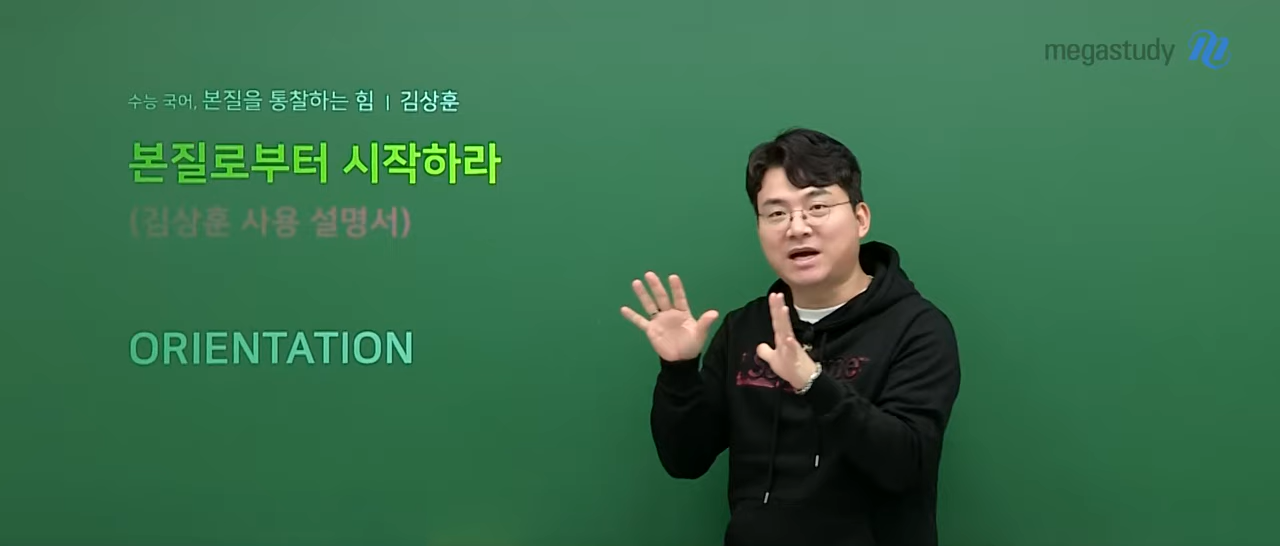 megastudy
수능 국어, 본질을 통찰하는 힘 | 김상훈
본질로부터 시작하라
(김상훈 사용 설명서)
ORIENTATION